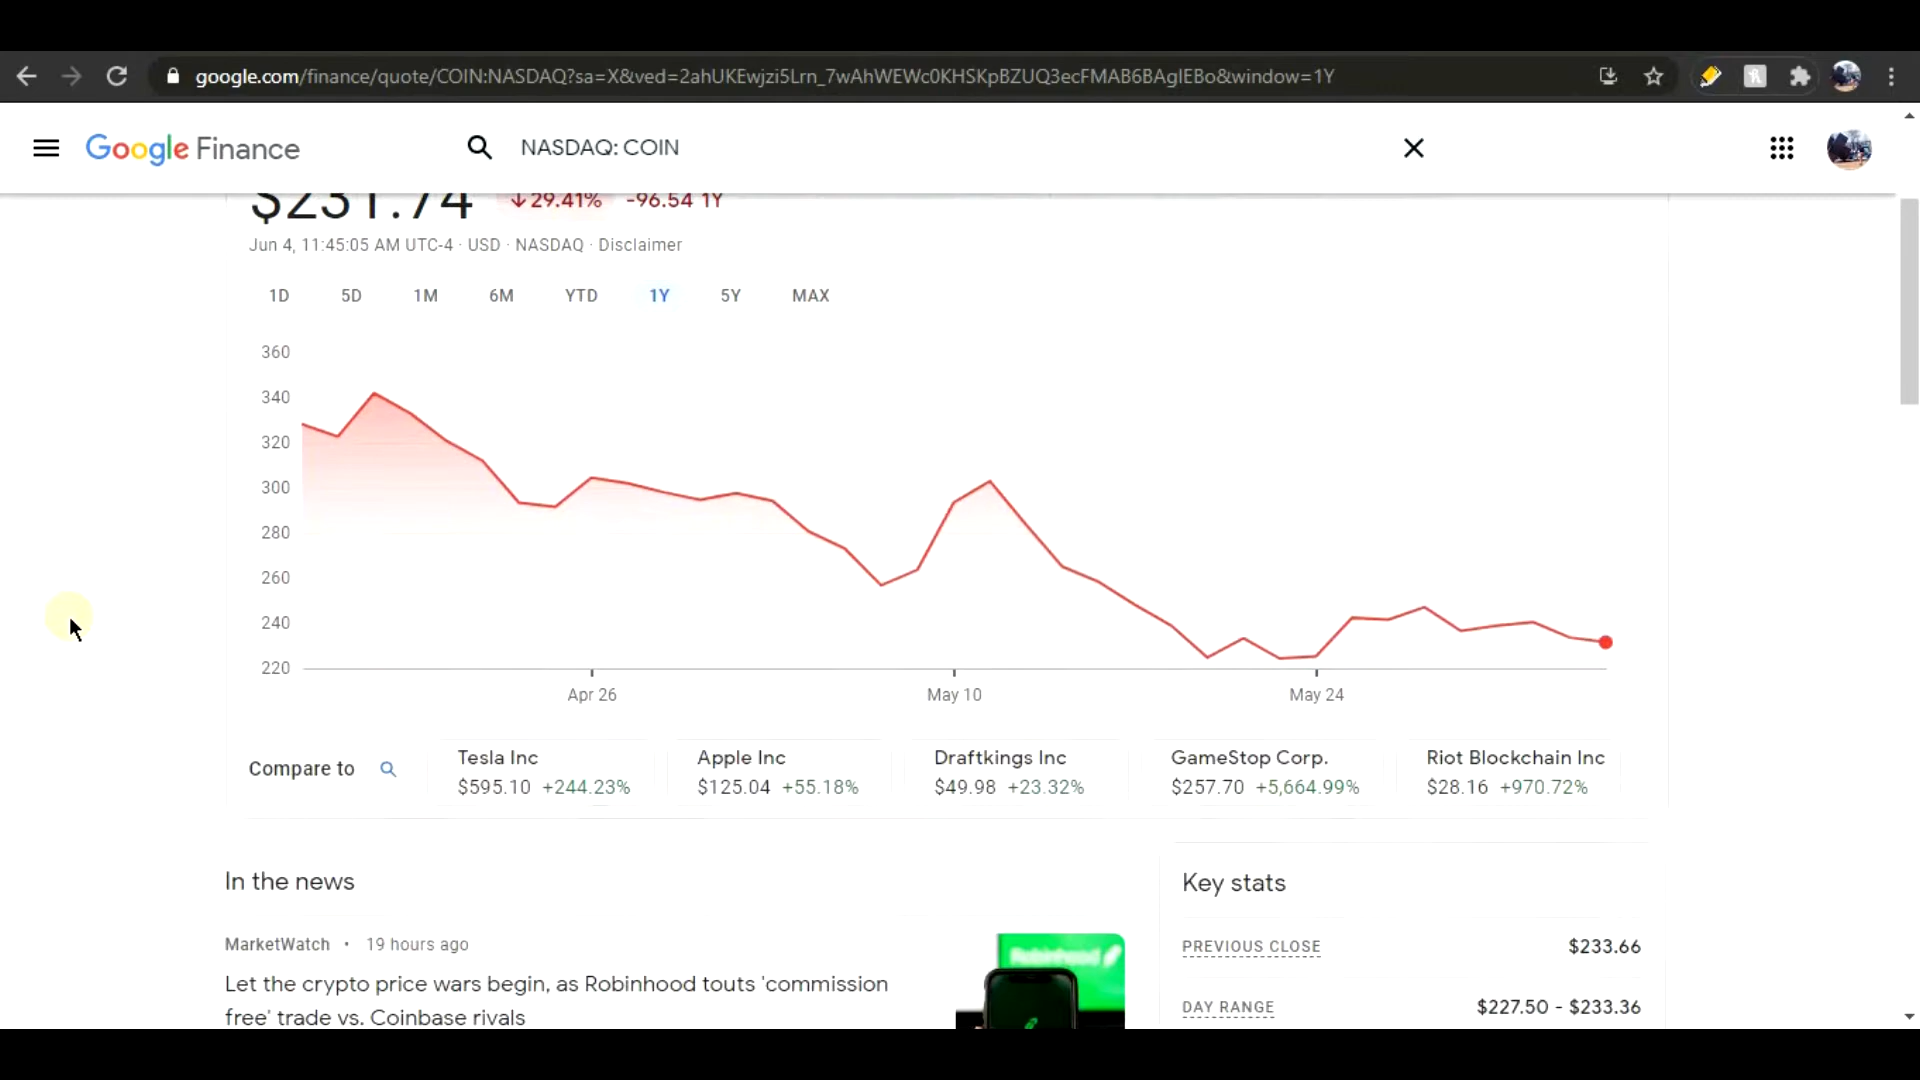 google.com/finance/quote/COIN:NASDAQ?sa=X&ved=2ahUKEwjzi5Lrn_7wAhWEWc0KHSKpBZUQ3ecFMAB6BAgIEBo&window=1Y
Google Finance
NASDAQ: COIN
$231.74 ↓29.41% -96.54 1Y
Jun 4, 11:45:05 AM UTC-4 · USD · NASDAQ · Disclaimer
1D 5D 1M 6M YTD 1Y 5Y MAX
360
340
320
300
280
260
240
220
Apr 26 May 10 May 24
Compare to
Tesla Inc
$595.10 +244.23%
Apple Inc
$125.04 +55.18%
Draftkings Inc
$49.98 +23.32%
GameStop Corp.
$257.70 +5,664.99%
Riot Blockchain Inc
$28.16 +970.72%
In the news
MarketWatch • 19 hours ago
Let the crypto price wars begin, as Robinhood touts 'commission
free' trade vs. Coinbase rivals
Robinhood
Key stats
PREVIOUS CLOSE $233.66
DAY RANGE $227.50 - $233.36